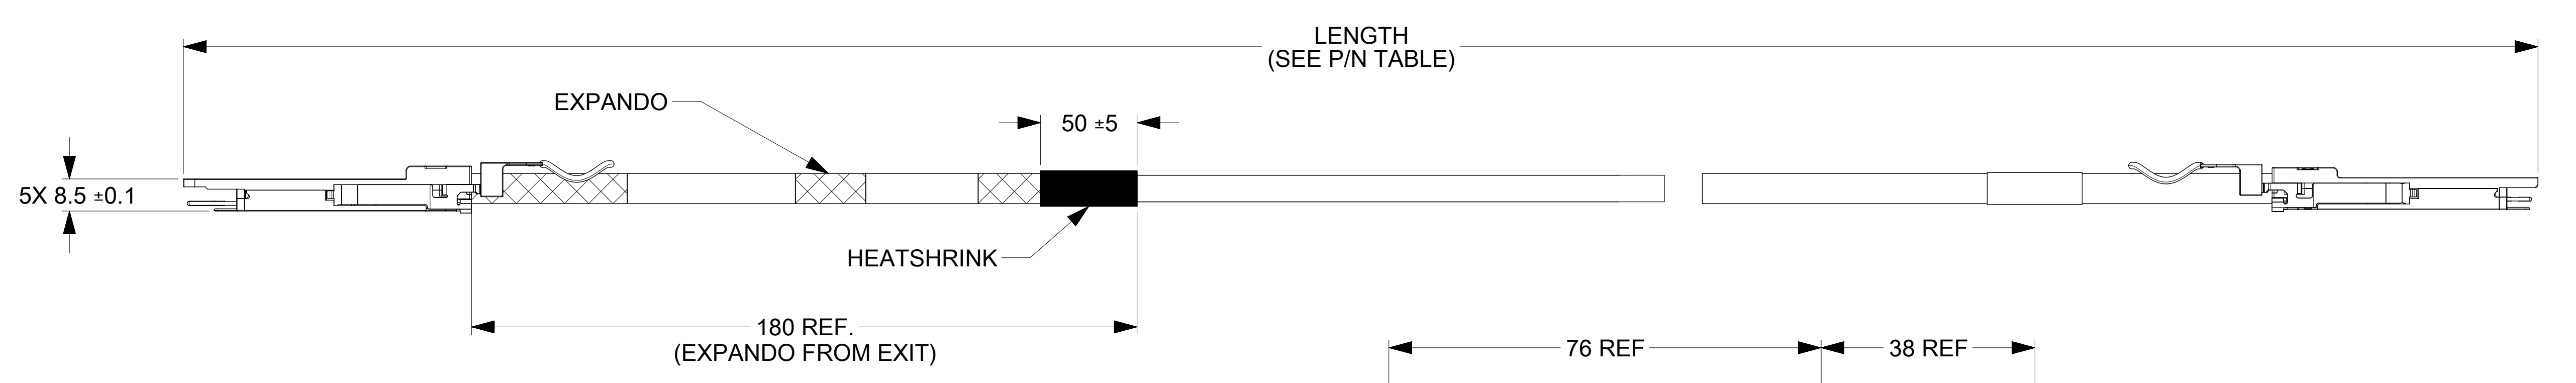 LENGTH
(SEE P/N TABLE)
EXPANDO
50 ±5
5X 8.5 ±0.1
HEATSHRINK
180 REF.
(EXPANDO FROM EXIT)
76 REF
38 REF